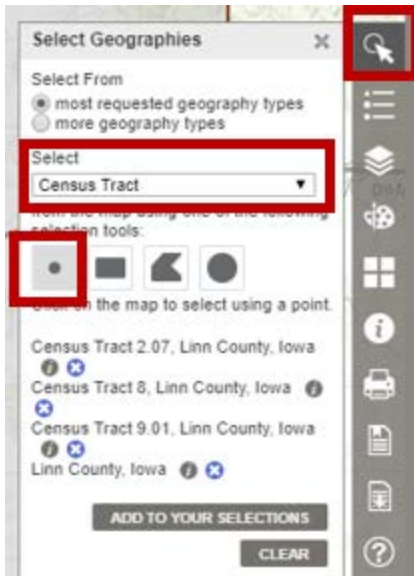 Select Geographies
Select From
most requested geography types
more geography types
Select
Census Tract
from the map using one of the following
selection tools:
Click on the map to select using a point.
Census Tract 2.07, Linn County, Iowa
Census Tract 8, Linn County, Iowa
Census Tract 9.01, Linn County, Iowa
Linn County, Iowa
ADD TO YOUR SELECTIONS
CLEAR